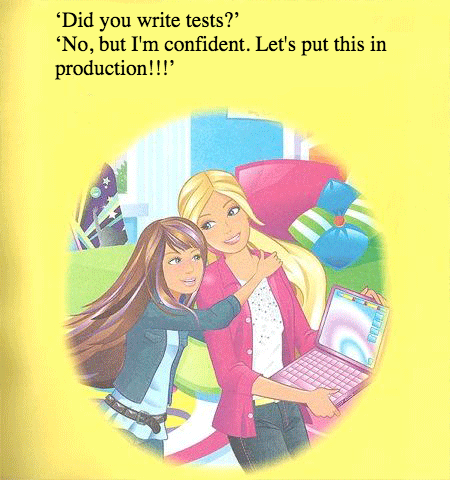 ‘Did you write tests?’
‘No, but I'm confident. Let's put this in
production!!!’